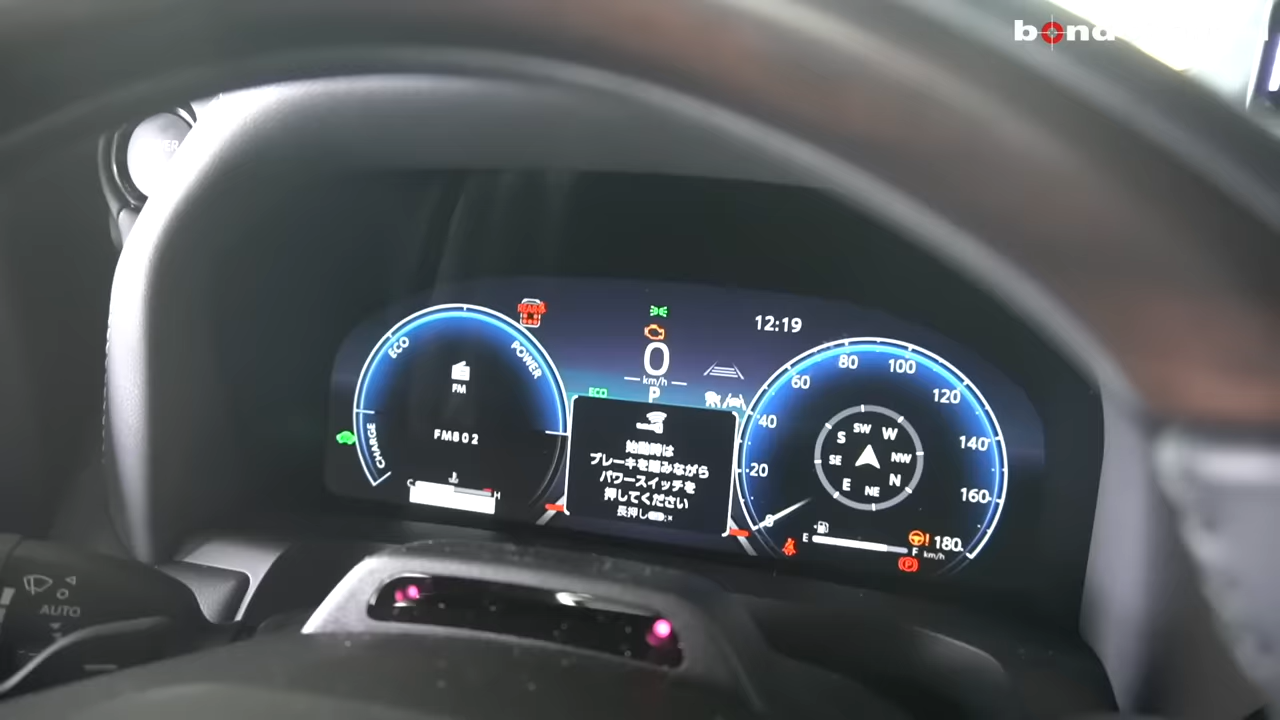 bond
12:19
ECO
POWER
CHARGE
FM
FM802
C
H
0
km/h
P
ECO
始動時は
ブレーキを踏みながら
パワースイッチを
押してください
長押し
0
20
40
60
80
100
120
140
160
180
km/h
S
SW
W
NW
N
NE
E
SE
E
F
AUTO